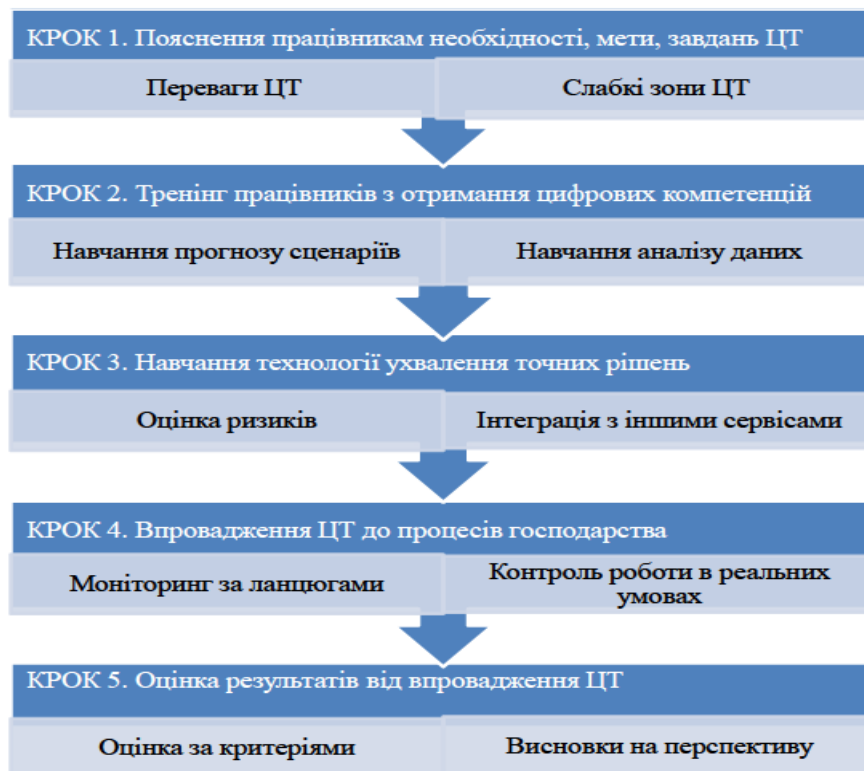 КРОК 1. Пояснення працівникам необхідності, мети, завдань ЦТ
Переваги ЦТ
Слабкі зони ЦТ
КРОК 2. Тренінг працівників з отримання цифрових компетенцій
Навчання прогнозу сценаріїв
Навчання аналізу даних
КРОК 3. Навчання технології ухвалення точних рішень
Оцінка ризиків
Інтеграція з іншими сервісами
КРОК 4. Впровадження ЦТ до процесів господарства
Моніторинг за ланцюгами
Контроль роботи в реальних
умовах
КРОК 5. Оцінка результатів від впровадження ЦТ
Оцінка за критеріями
Висновки на перспективу